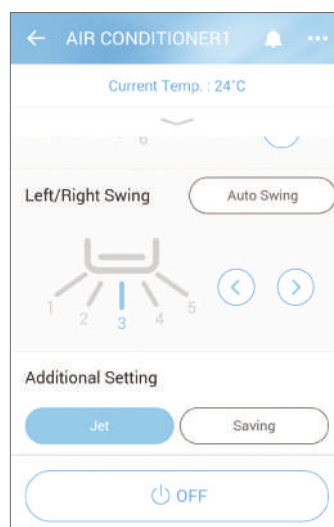 AIR CONDITIONER1
Current Temp. : 24°C
6
Left/Right Swing
Auto Swing
1 2 3 4 5
Additional Setting
Jet
Saving
OFF